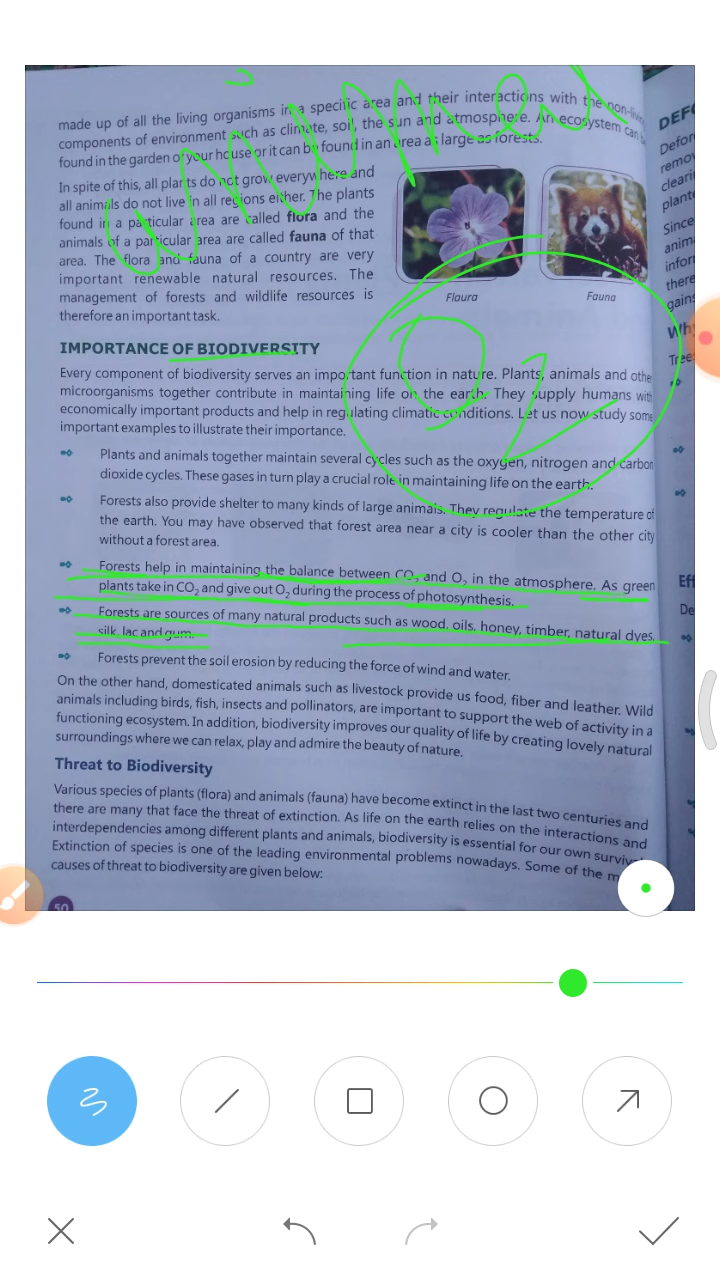 made up of all the living organisms in a specific area and their interactions with the non-living
components of environment such as climate, soil, the sun and atmosphere. An ecosystem can
found in the garden of your house or it can be found in an area as large as forests.
In spite of this, all plants do not grow everywhere and
all animals do not live in all regions either. The plants
found in a particular area are called flora and the
animals of a particular area are called fauna of that
area. The flora and fauna of a country are very
important renewable natural resources. The
management of forests and wildlife resources is
therefore an important task.
Flaura
Fauna
IMPORTANCE OF BIODIVERSITY
Every component of biodiversity serves an important function in nature. Plants, animals and othe
microorganisms together contribute in maintaining life on the earth. They supply humans with
economically important products and help in regulating climatic conditions. Let us now study some
important examples to illustrate their importance.
Plants and animals together maintain several cycles such as the oxygen, nitrogen and carbon
dioxide cycles. These gases in turn play a crucial role in maintaining life on the earth.
Forests also provide shelter to many kinds of large animals. They regulate the temperature of
the earth. You may have observed that forest area near a city is cooler than the other city
without a forest area.
Forests help in maintaining the balance between CO₂ and O₂ in the atmosphere. As green
plants take in CO₂ and give out O₂ during the process of photosynthesis.
Forests are sources of many natural products such as wood, oils, honey, timber, natural dyes,
silk, lac and gum.
Forests prevent the soil erosion by reducing the force of wind and water.
On the other hand, domesticated animals such as livestock provide us food, fiber and leather. Wild
animals including birds, fish, insects and pollinators, are important to support the web of activity in a
functioning ecosystem. In addition, biodiversity improves our quality of life by creating lovely natural
surroundings where we can relax, play and admire the beauty of nature.
Threat to Biodiversity
Various species of plants (flora) and animals (fauna) have become extinct in the last two centuries and
there are many that face the threat of extinction. As life on the earth relies on the interactions and
interdependencies among different plants and animals, biodiversity is essential for our own surviv
Extinction of species is one of the leading environmental problems nowadays. Some of the m
causes of threat to biodiversity are given below:
50
DEFO
Defor
remov
cleari
plante
Since
anim
infor
there
gains
Why
Tree
Eff
De